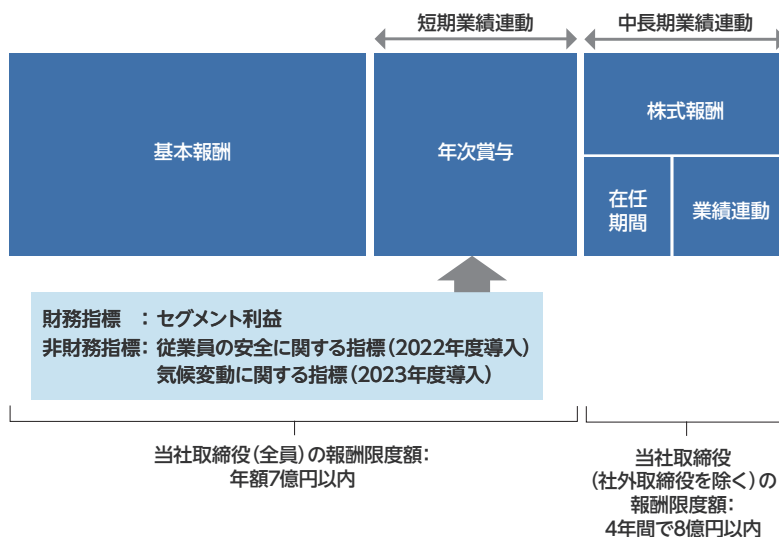 短期業績連動
中長期業績連動
基本報酬
年次賞与
株式報酬
在任
期間
業績連動
財務指標 ：セグメント利益
非財務指標：従業員の安全に関する指標（2022年度導入）
気候変動に関する指標（2023年度導入）
当社取締役（全員）の報酬限度額：
年額7億円以内
当社取締役
（社外取締役を除く）の
報酬限度額：
4年間で8億円以内